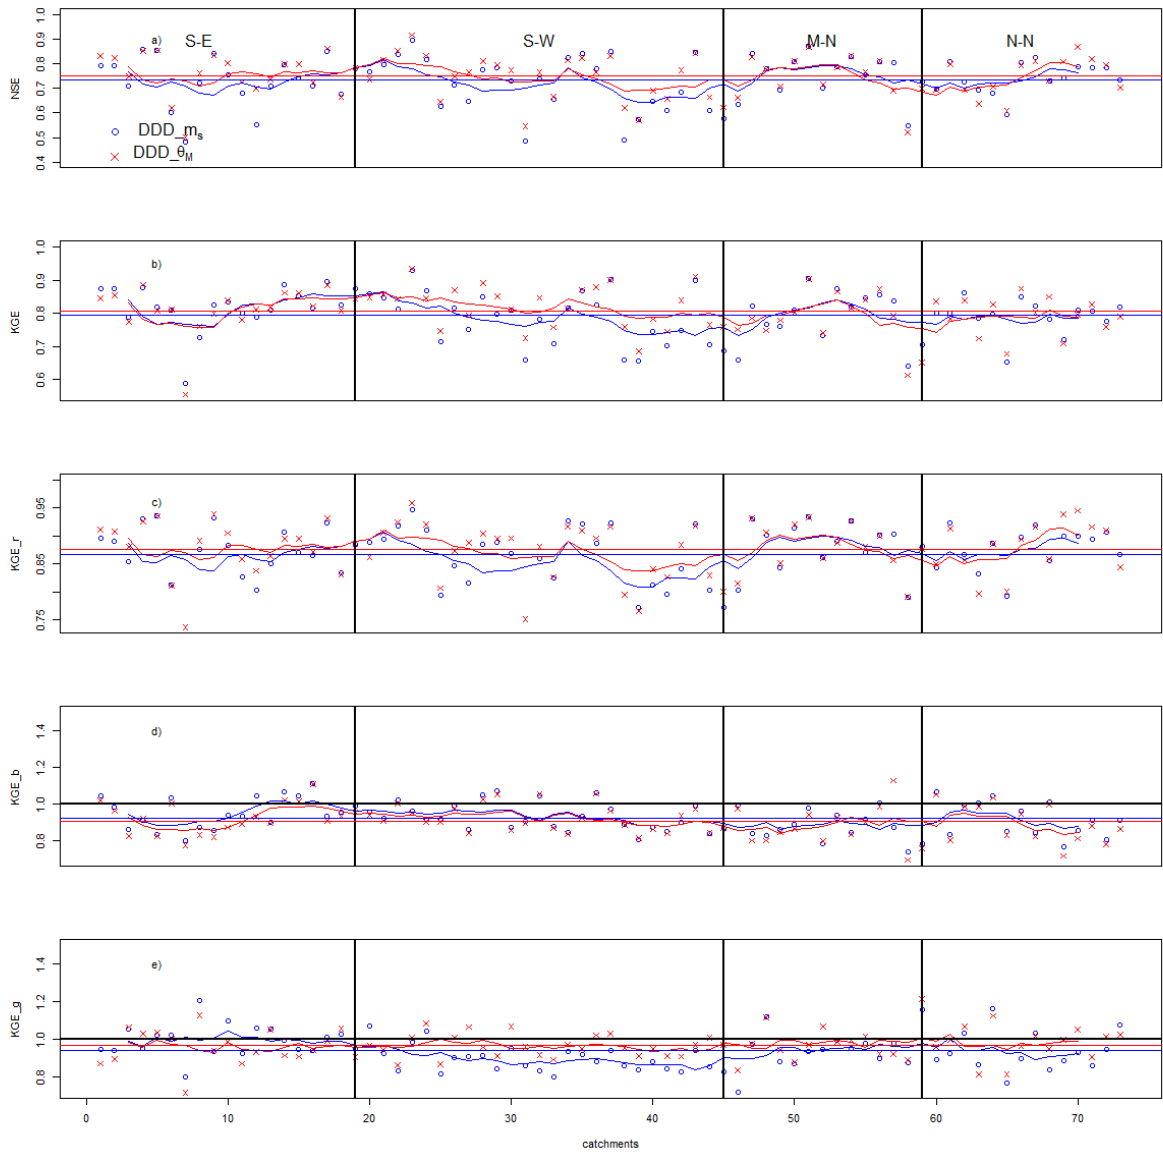 a)
S-E
S-W
M-N
N-N
DDD_mₛ
DDD_θ_M
NSE
1.0
0.9
0.8
0.7
0.6
0.5
0.4
b)
KGE
1.0
0.9
0.8
0.7
0.6
c)
KGE_r
0.95
0.85
0.75
d)
KGE_b
1.4
1.2
1.0
0.8
e)
KGE_g
1.4
1.2
1.0
0.8
0 10 20 30 40 50 60 70
catchments